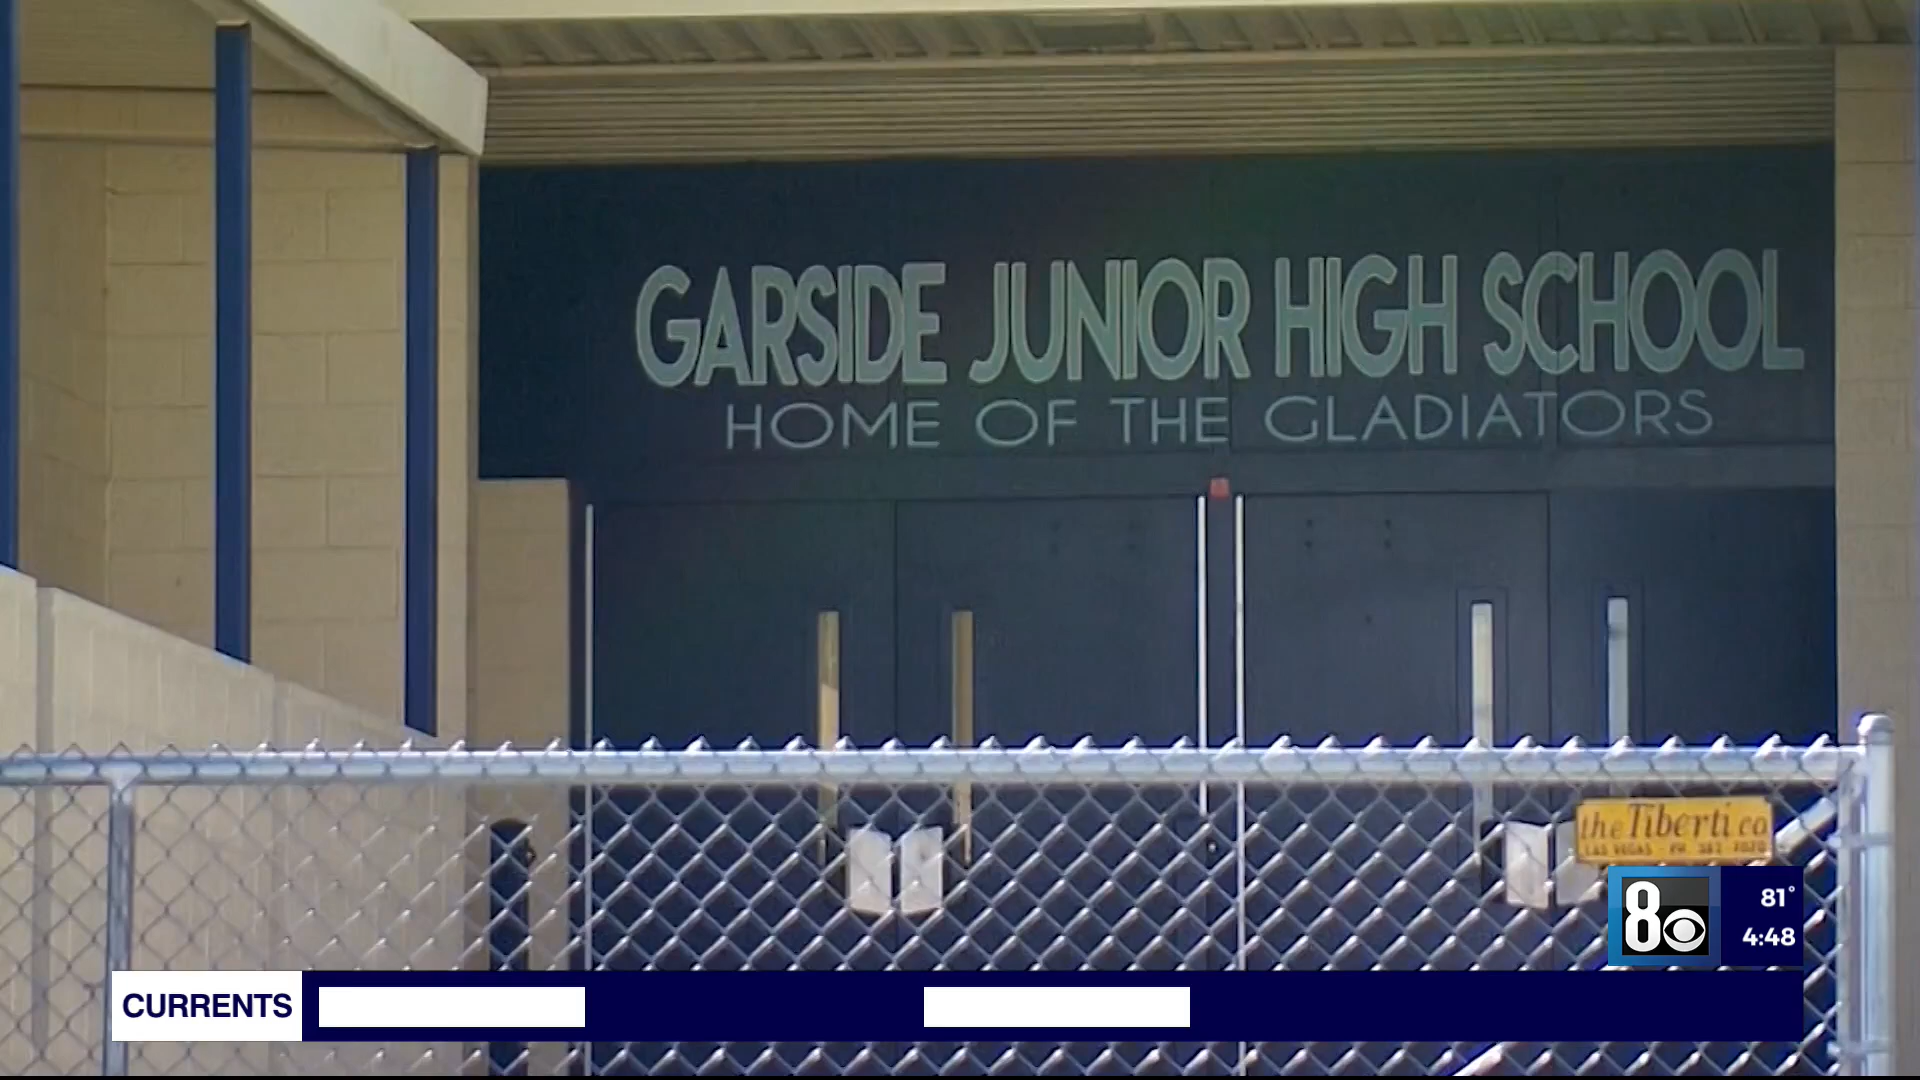 GARSIDE JUNIOR HIGH SCHOOL
HOME OF THE GLADIATORS
the Tiberti co
LAS VEGAS
8
81°
4:48
CURRENTS